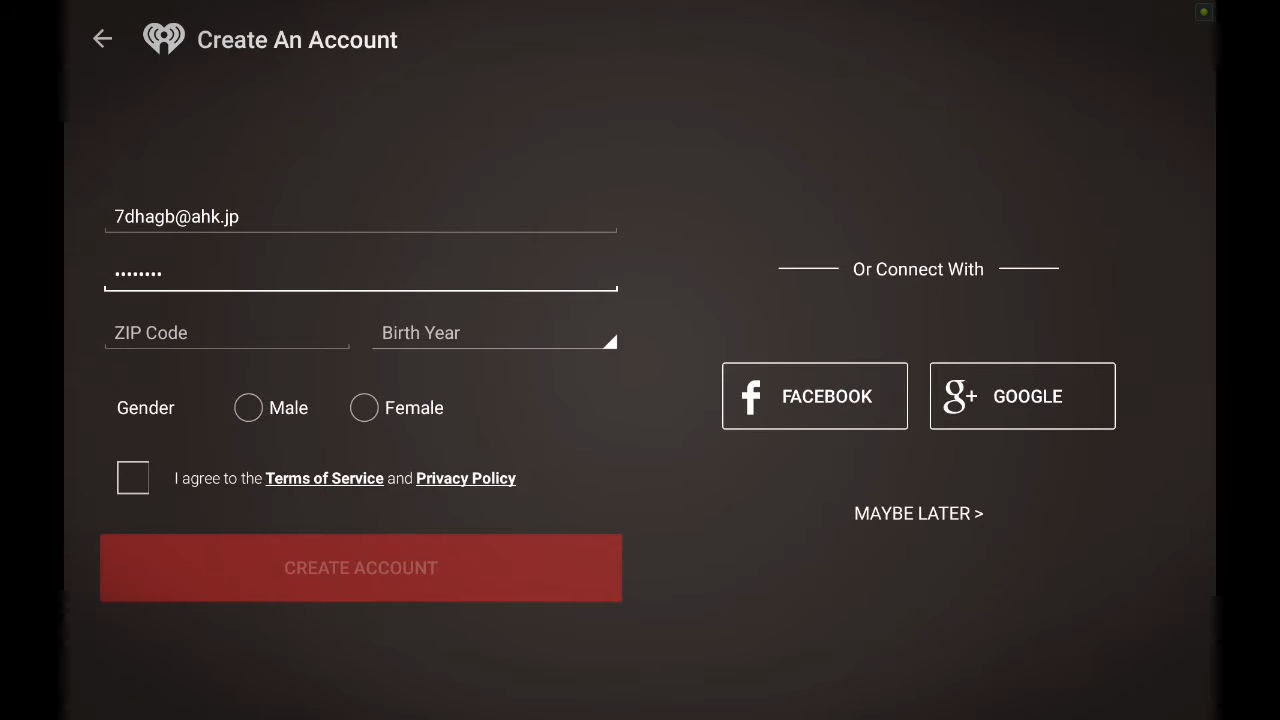 Create An Account
7dhagb@ahk.jp
••••••••
ZIP Code
Birth Year
Gender
Male
Female
I agree to the Terms of Service and Privacy Policy
CREATE ACCOUNT
Or Connect With
f FACEBOOK
g+ GOOGLE
MAYBE LATER >